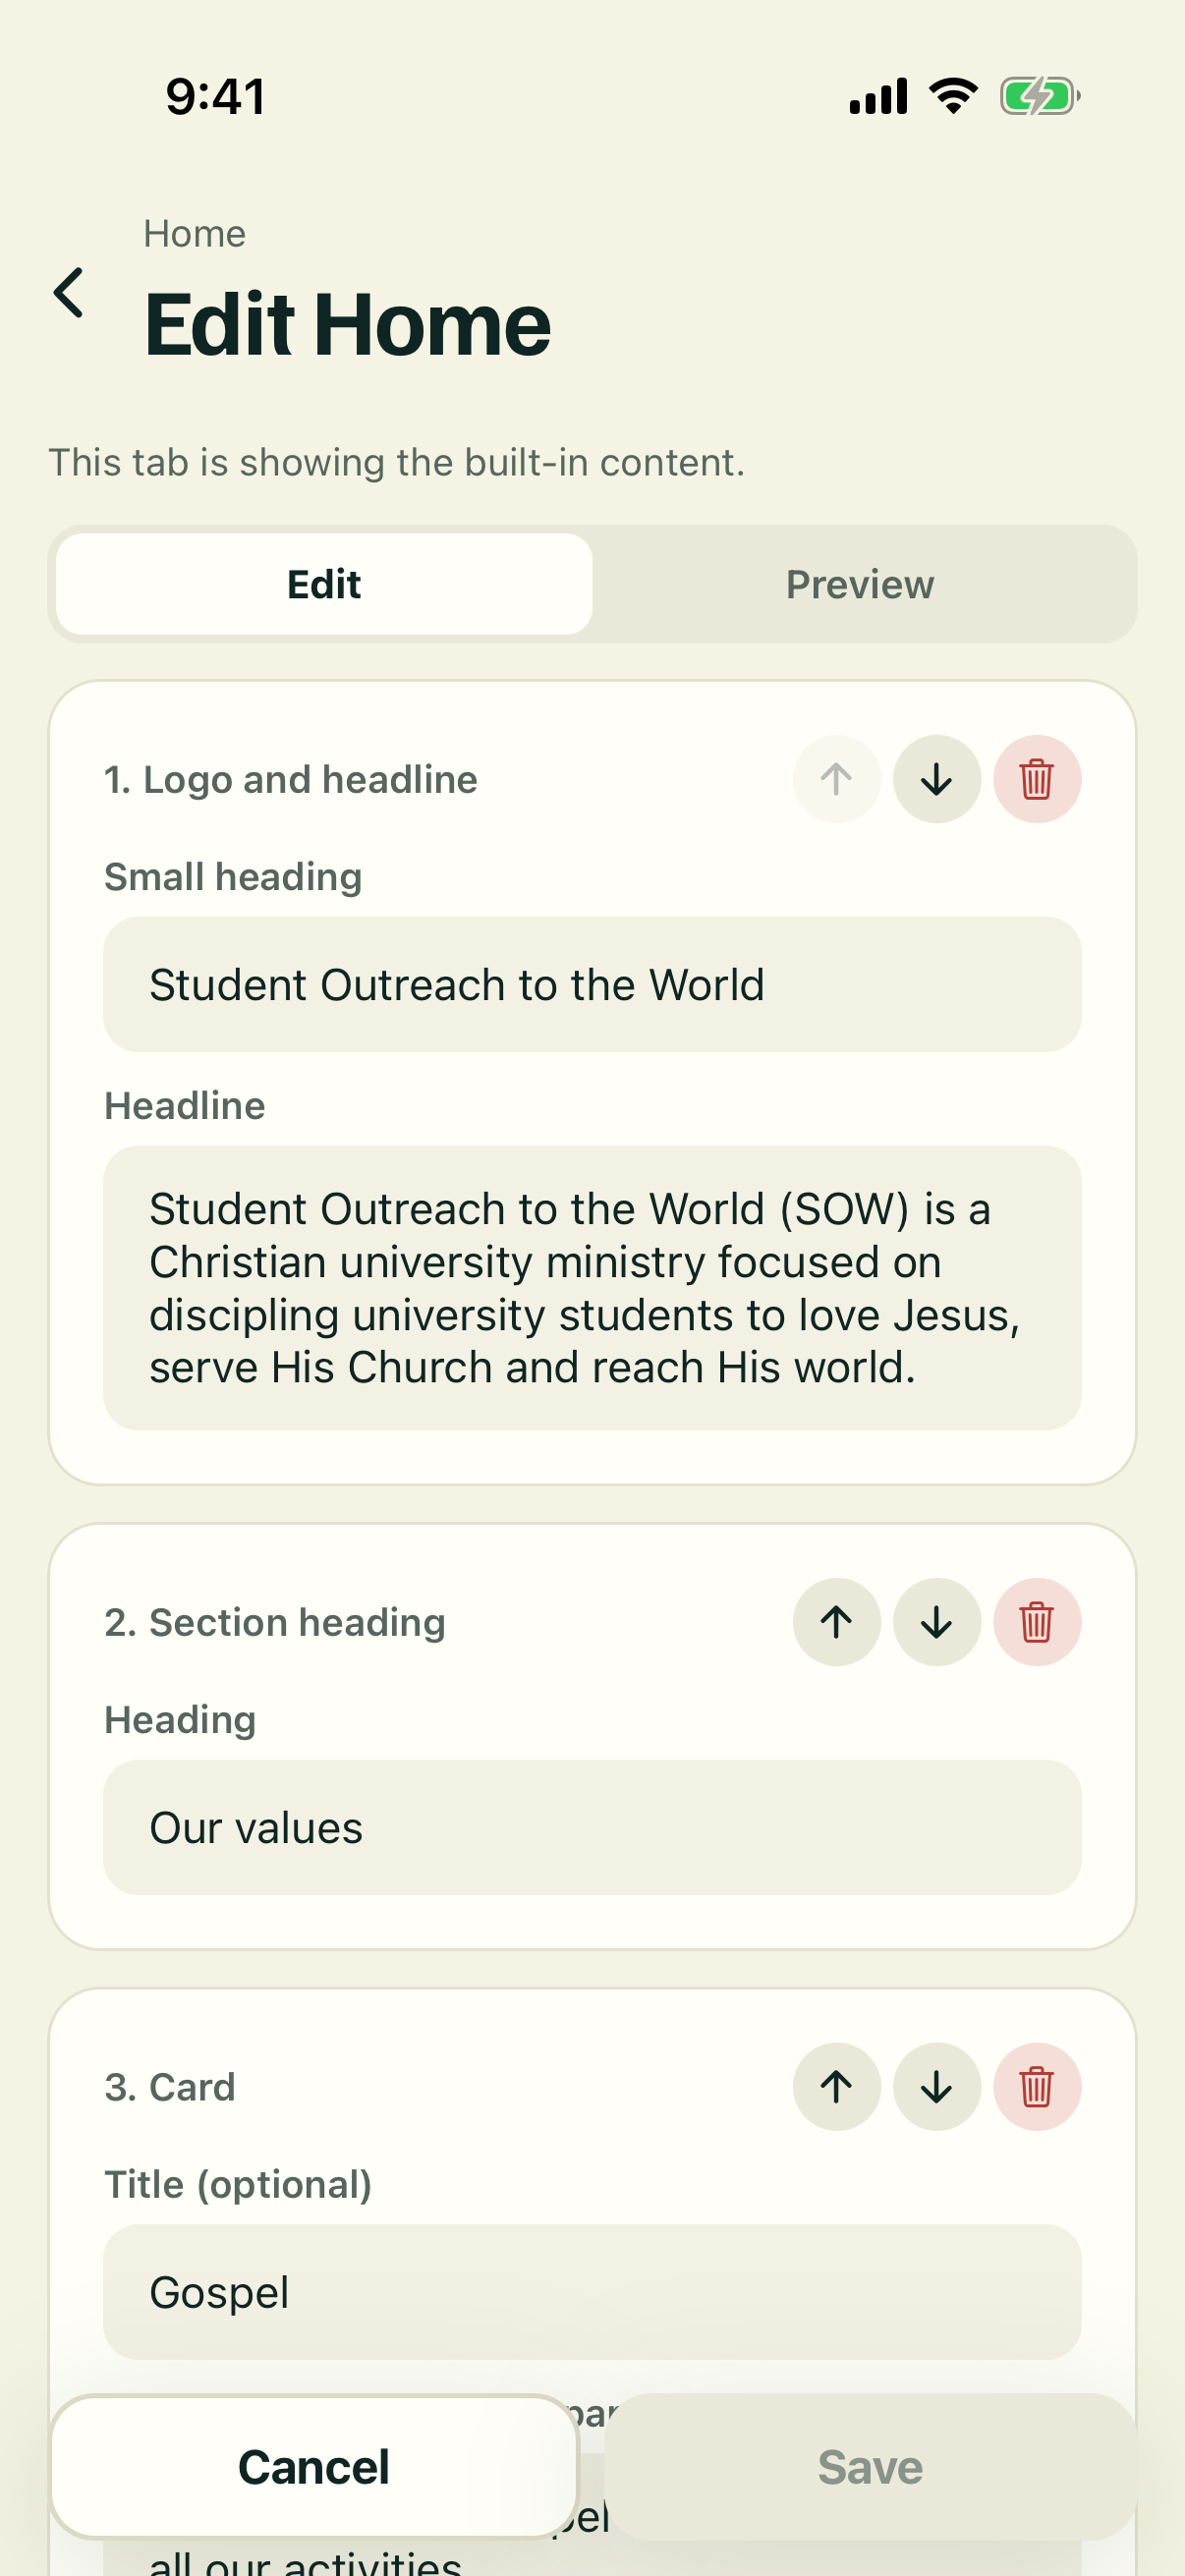 9:41
Home
Edit Home
This tab is showing the built-in content.
Edit
Preview
1. Logo and headline
Small heading
Student Outreach to the World
Headline
Student Outreach to the World (SOW) is a
Christian university ministry focused on
discipling university students to love Jesus,
serve His Church and reach His world.
2. Section heading
Heading
Our values
3. Card
Title (optional)
Gospel
Cancel
Save
all our activities